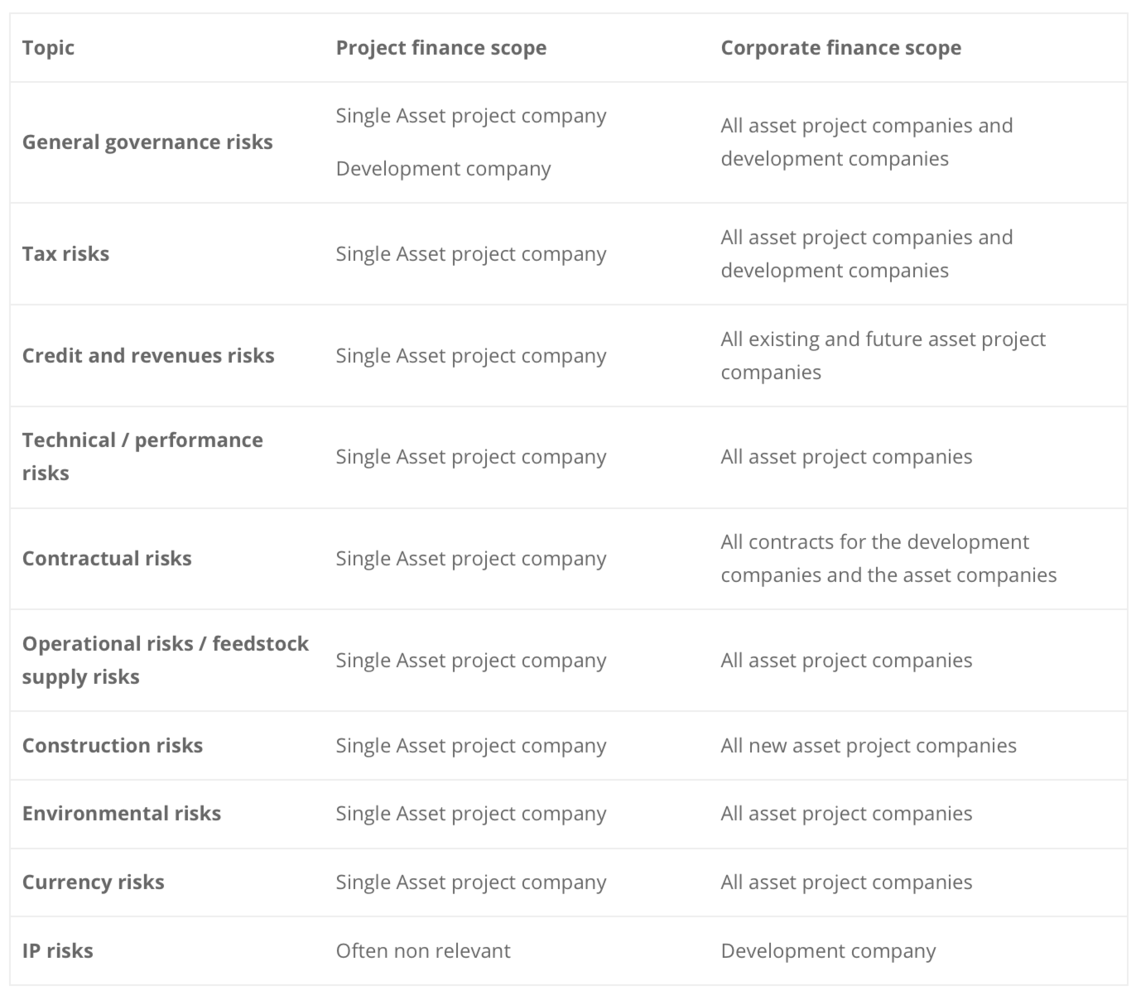 Topic
Project finance scope
Corporate finance scope
General governance risks
Single Asset project company
Development company
All asset project companies and
development companies
Tax risks
Single Asset project company
All asset project companies and
development companies
Credit and revenues risks
Single Asset project company
All existing and future asset project
companies
Technical / performance
risks
Single Asset project company
All asset project companies
Contractual risks
Single Asset project company
All contracts for the development
companies and the asset companies
Operational risks / feedstock
supply risks
Single Asset project company
All asset project companies
Construction risks
Single Asset project company
All new asset project companies
Environmental risks
Single Asset project company
All asset project companies
Currency risks
Single Asset project company
All asset project companies
IP risks
Often non relevant
Development company